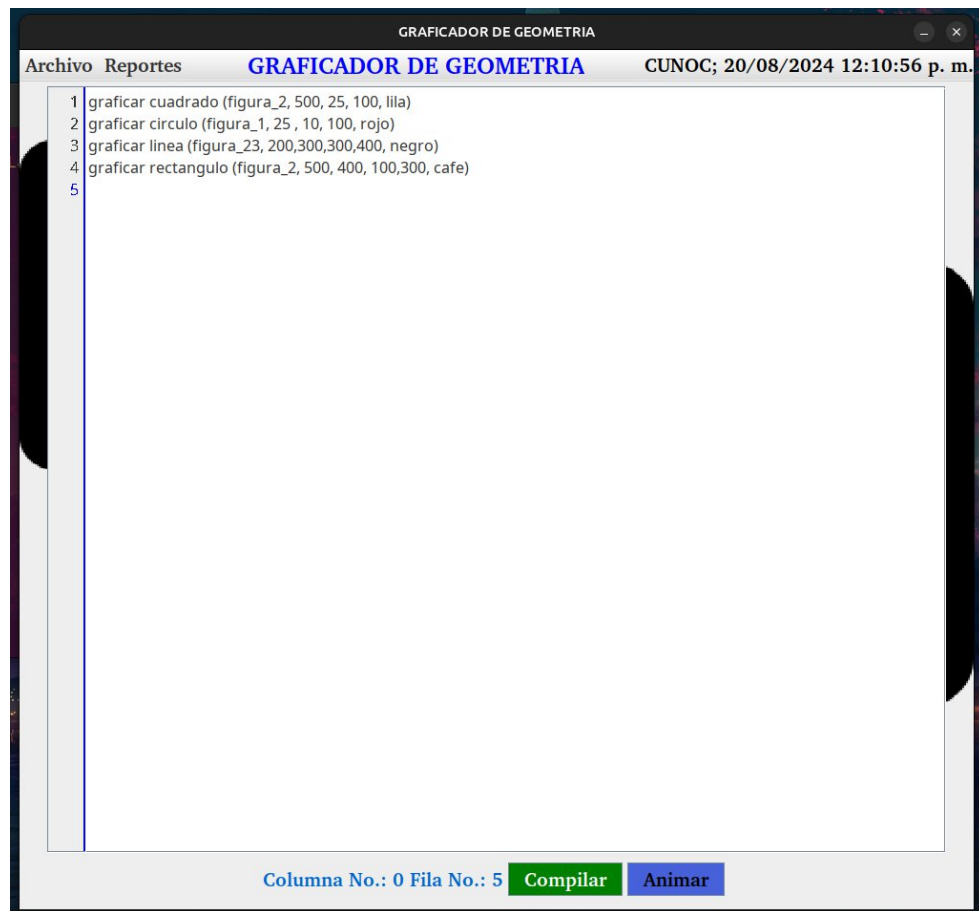 GRAFICADOR DE GEOMETRIA
Archivo Reportes GRAFICADOR DE GEOMETRIA CUNOC; 20/08/2024 12:10:56 p. m.
1 graficar cuadrado (figura_2, 500, 25, 100, lila)
2 graficar circulo (figura_1, 25 , 10, 100, rojo)
3 graficar linea (figura_23, 200,300,300,400, negro)
4 graficar rectangulo (figura_2, 500, 400, 100,300, cafe)
5
Columna No.: 0 Fila No.: 5 Compilar Animar